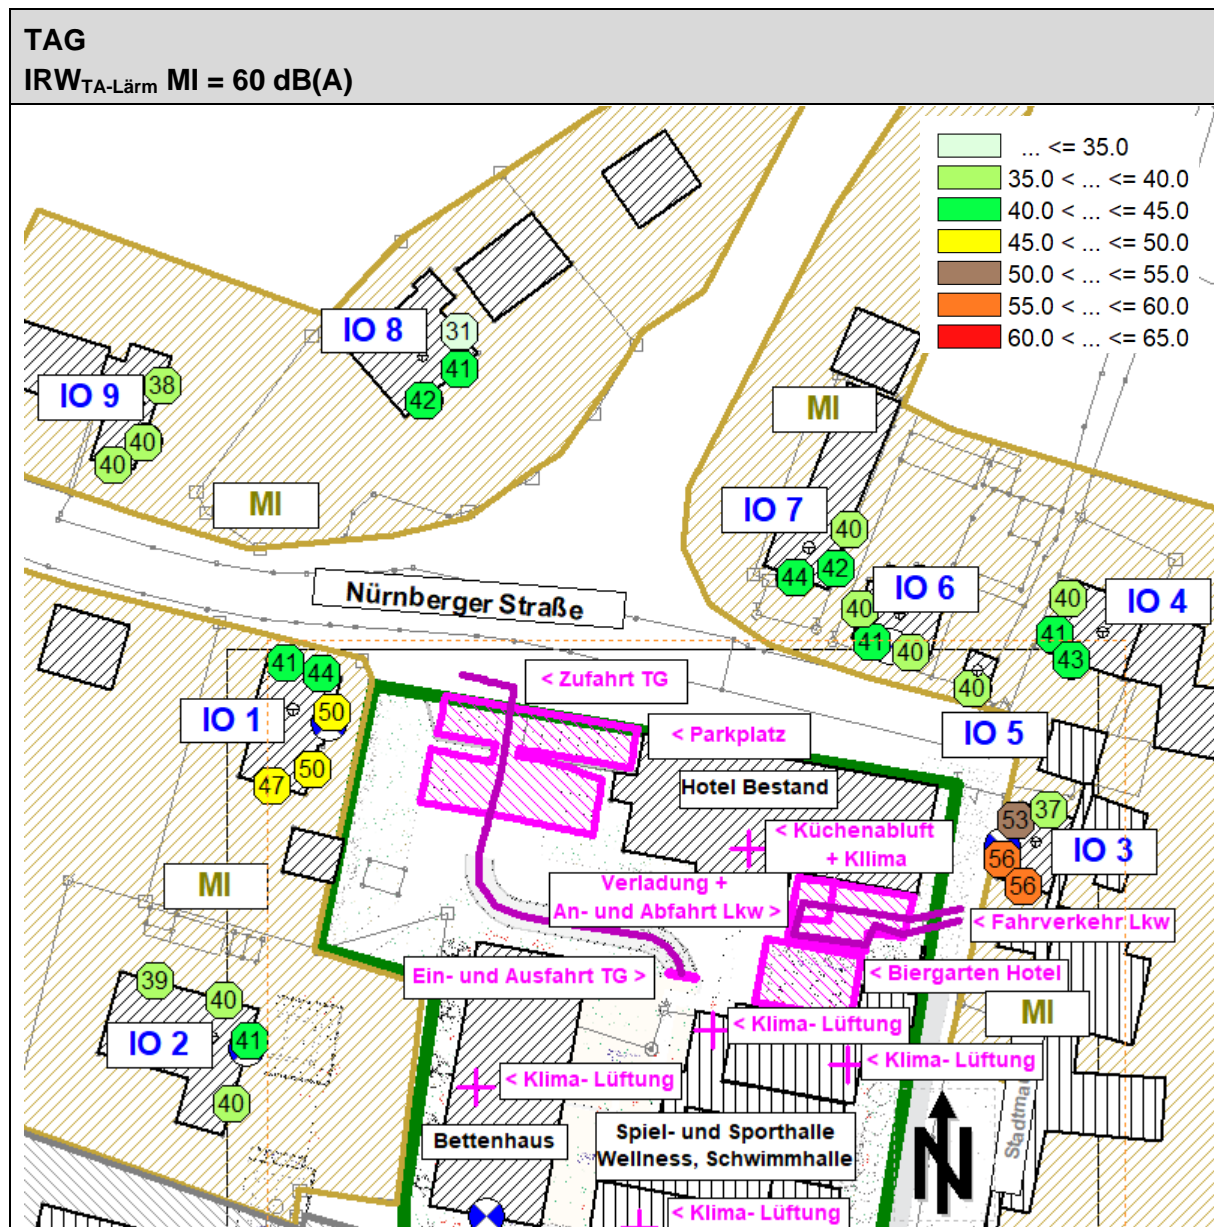 TAG
IRWTA-Lärm MI = 60 dB(A)
... <= 35.0
35.0 < ... <= 40.0
40.0 < ... <= 45.0
45.0 < ... <= 50.0
50.0 < ... <= 55.0
55.0 < ... <= 60.0
60.0 < ... <= 65.0
IO 8
31
41
42
IO 9
38
40
40
MI
MI
IO 7
40
42
44
IO 6
40
41
40
IO 4
40
41
43
40
IO 5
Nürnberger Straße
41
44
IO 1
50
50
47
< Zufahrt TG
< Parkplatz
Hotel Bestand
< Küchenabluft
+ Kllima
53
37
56
56
IO 3
MI
Verladung +
An- und Abfahrt Lkw >
< Fahrverkehr Lkw
Ein- und Ausfahrt TG >
< Biergarten Hotel
MI
39
40
IO 2
41
40
< Klima- Lüftung
< Klima- Lüftung
< Klima- Lüftung
Bettenhaus
Spiel- und Sporthalle
Wellness, Schwimmhalle
N
< Klima- Lüftung